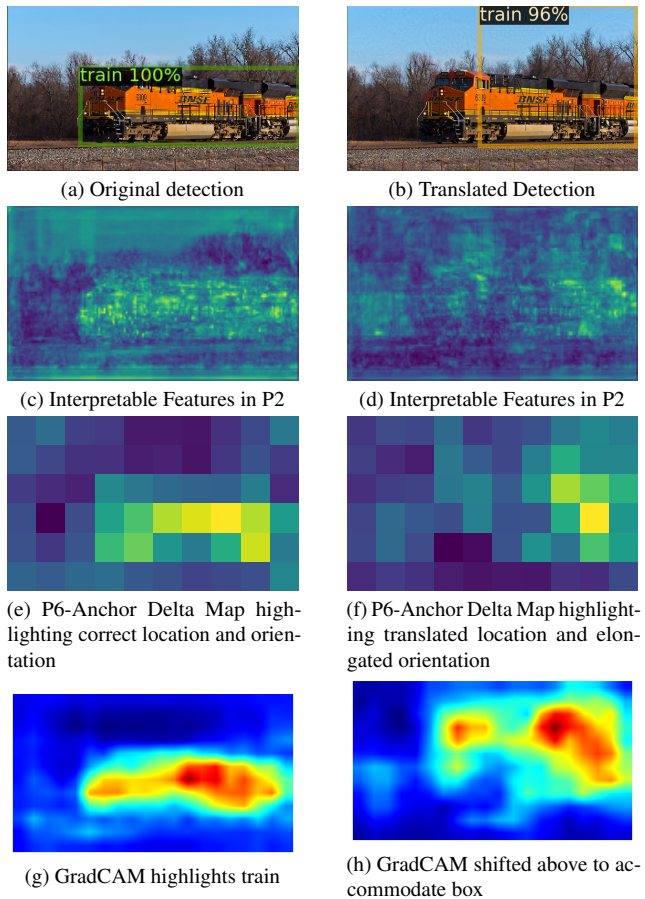 train 100%
BNSF
train 96%
BNSF
(a) Original detection
(b) Translated Detection
(c) Interpretable Features in P2
(d) Interpretable Features in P2
(e) P6-Anchor Delta Map high-
lighting correct location and orien-
tation
(f) P6-Anchor Delta Map highlight-
ing translated location and elon-
gated orientation
(g) GradCAM highlights train
(h) GradCAM shifted above to ac-
commodate box